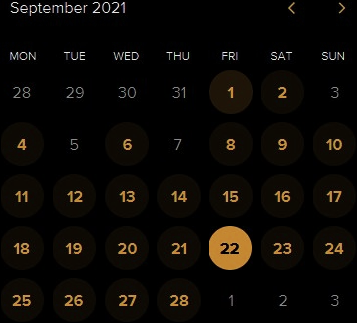 September 2021
MON TUE WED THU FRI SAT SUN
28 29 30 31 1 2 3
4 5 6 7 8 9 10
11 12 13 14 15 16 17
18 19 20 21 22 23 24
25 26 27 28 1 2 3